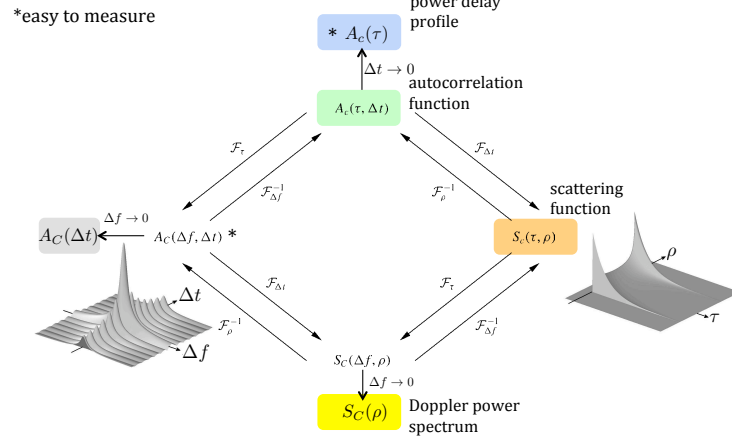 power delay
profile
*easy to measure
* A_c(τ)
Δt → 0
autocorrelation
function
A_c(τ, Δt)
ℱ_τ
ℱ_Δt
ℱ_Δf^−1
ℱ_ρ^−1
scattering
function
Δf → 0
A_C(Δt)
A_C(Δf, Δt) *
S_c(τ, ρ)
ρ
Δt
ℱ_Δt
ℱ_τ
τ
ℱ_ρ^−1
ℱ_Δf^−1
Δf
S_C(Δf, ρ)
Δf → 0
S_C(ρ)
Doppler power
spectrum